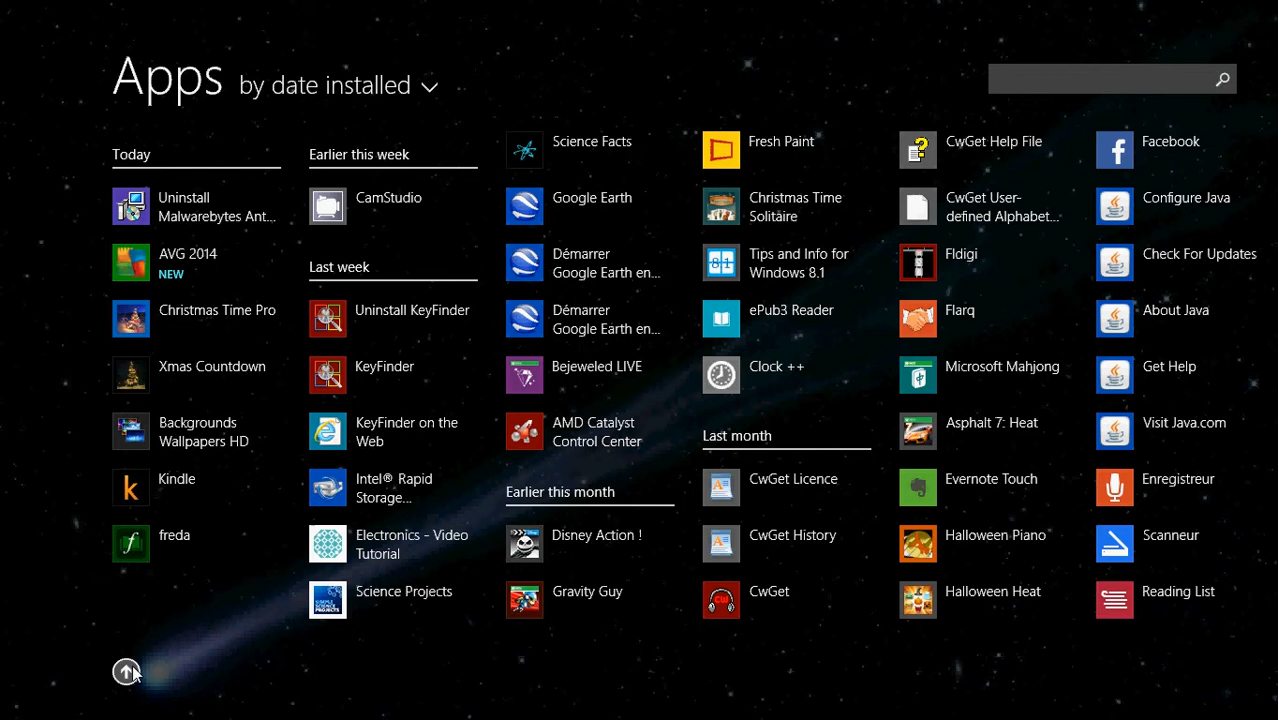 Apps by date installed
Today
Uninstall
Malwarebytes Ant...
AVG 2014
NEW
Christmas Time Pro
Xmas Countdown
Backgrounds
Wallpapers HD
Kindle
freda
Earlier this week
CamStudio
Last week
Uninstall KeyFinder
KeyFinder
KeyFinder on the
Web
Intel® Rapid
Storage...
Electronics - Video
Tutorial
Science Projects
Science Facts
Google Earth
Démarrer
Google Earth en...
Démarrer
Google Earth en...
Bejeweled LIVE
AMD Catalyst
Control Center
Earlier this month
Disney Action !
Gravity Guy
Fresh Paint
Christmas Time
Solitaire
Tips and Info for
Windows 8.1
ePub3 Reader
Clock ++
Last month
CwGet Licence
CwGet History
CwGet
CwGet Help File
CwGet User-
defined Alphabet...
Fldigi
Flarq
Microsoft Mahjong
Asphalt 7: Heat
Evernote Touch
Halloween Piano
Halloween Heat
Facebook
Configure Java
Check For Updates
About Java
Get Help
Visit Java.com
Enregistreur
Scanneur
Reading List